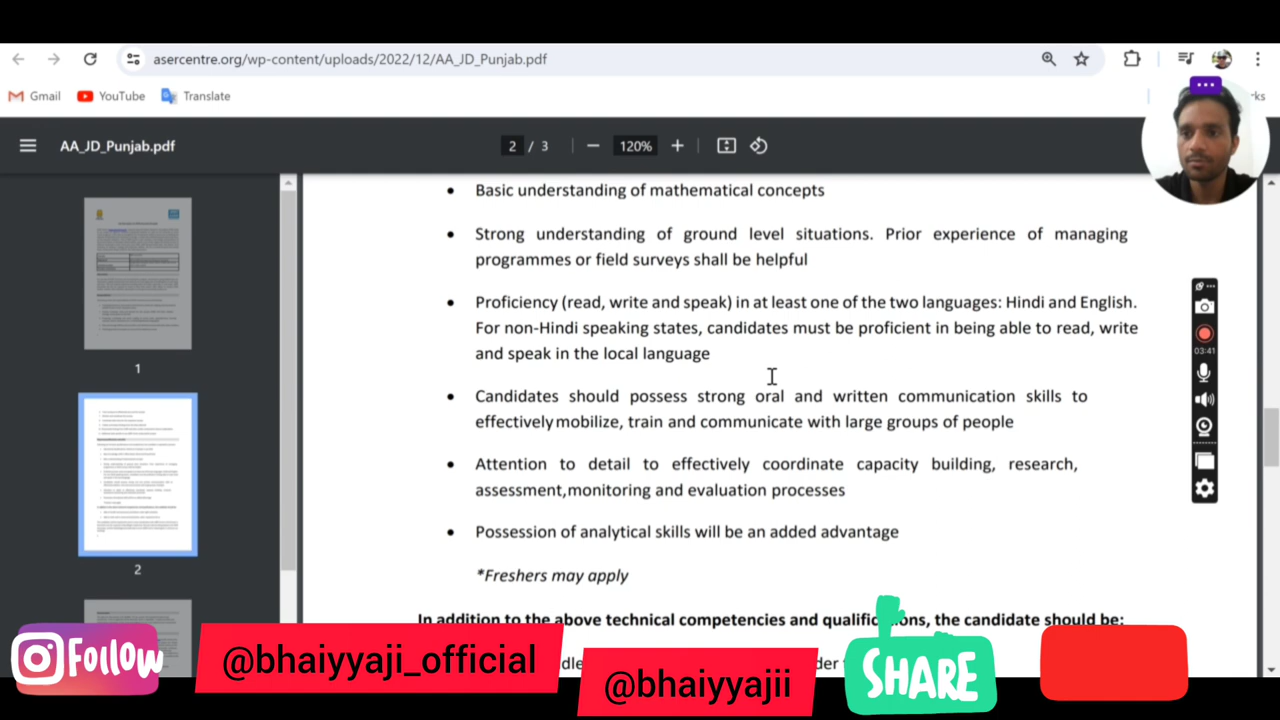 asercentre.org/wp-content/uploads/2022/12/AA_JD_Punjab.pdf
Gmail YouTube Translate
AA_JD_Punjab.pdf 2 / 3 120%
Basic understanding of mathematical concepts
Strong understanding of ground level situations. Prior experience of managing
programmes or field surveys shall be helpful
Proficiency (read, write and speak) in at least one of the two languages: Hindi and English.
For non-Hindi speaking states, candidates must be proficient in being able to read, write
and speak in the local language
Candidates should possess strong oral and written communication skills to
effectively mobilize, train and communicate with large groups of people
Attention to detail to effectively coordinate capacity building, research,
assessment,monitoring and evaluation processes
Possession of analytical skills will be an added advantage
*Freshers may apply
In addition to the above technical competencies and the candidate should be:
1
2
03:41
Follow
@bhaiyyaji_official
@bhaiyyajii
SHARE